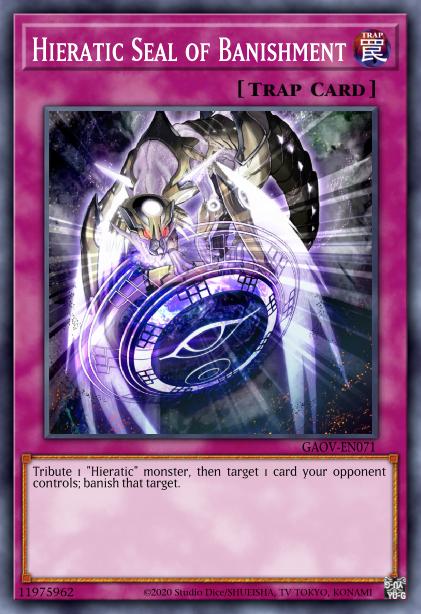 Hieratic Seal of Banishment
TRAP
罠
[Trap Card]
GAOV-EN071
Tribute 1 "Hieratic" monster, then target 1 card your opponent
controls; banish that target.
11975962
©2020 Studio Dice/SHUEISHA, TV TOKYO, KONAMI